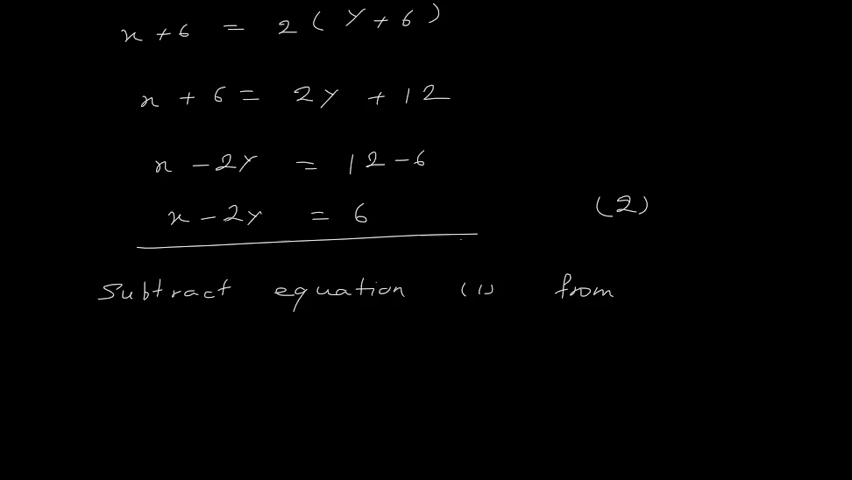 x + 6 = 2 ( y + 6 )
x + 6 = 2y + 12
x - 2y = 12 - 6
x - 2y = 6 (2)
Subtract equation (1) from